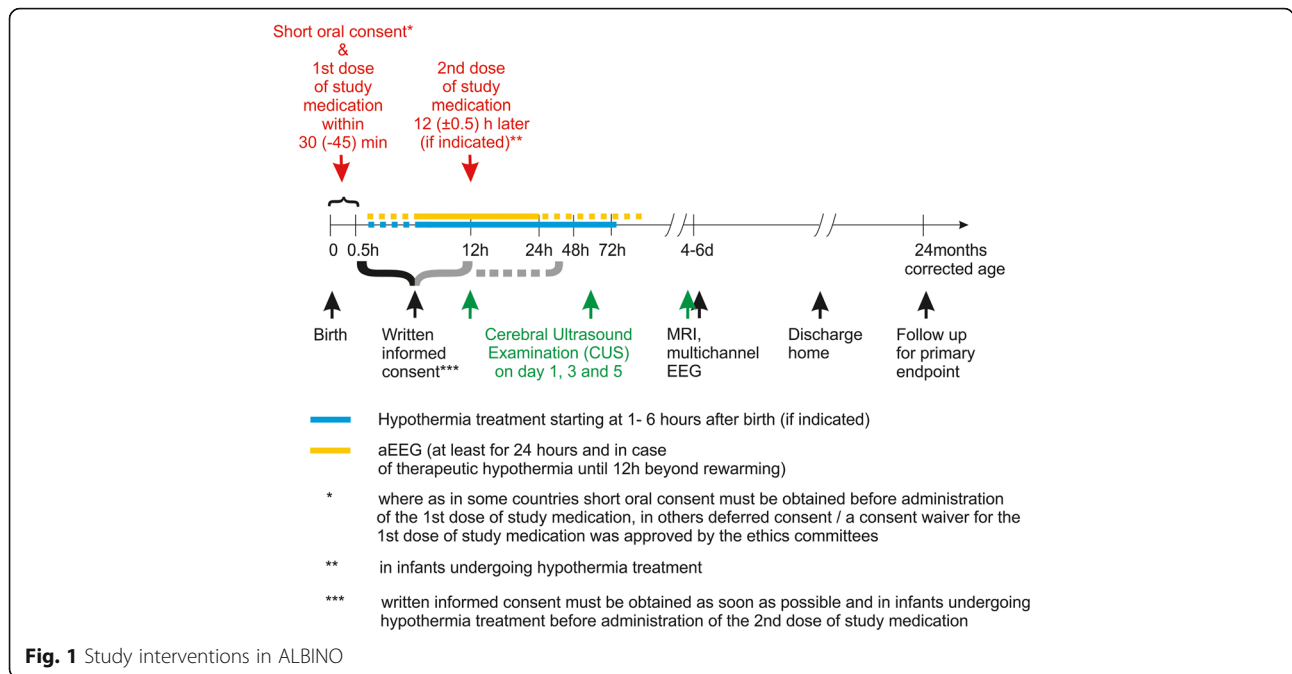 Short oral consent*
&
1st dose
of study
medication
within
30 (-45) min
2nd dose
of study
medication
12 (±0.5) h later
(if indicated)**
0 0.5h 12h 24h 48h 72h 4-6d 24months
corrected age
Birth
Written
informed
consent***
Cerebral Ultrasound
Examination (CUS)
on day 1, 3 and 5
MRI,
multichannel
EEG
Discharge
home
Follow up
for primary
endpoint
Hypothermia treatment starting at 1- 6 hours after birth (if indicated)
aEEG (at least for 24 hours and in case
of therapeutic hypothermia until 12h beyond rewarming)
* where as in some countries short oral consent must be obtained before administration
of the 1st dose of study medication, in others deferred consent / a consent waiver for the
1st dose of study medication was approved by the ethics committees
** in infants undergoing hypothermia treatment
*** written informed consent must be obtained as soon as possible and in infants undergoing
hypothermia treatment before administration of the 2nd dose of study medication
Fig. 1 Study interventions in ALBINO